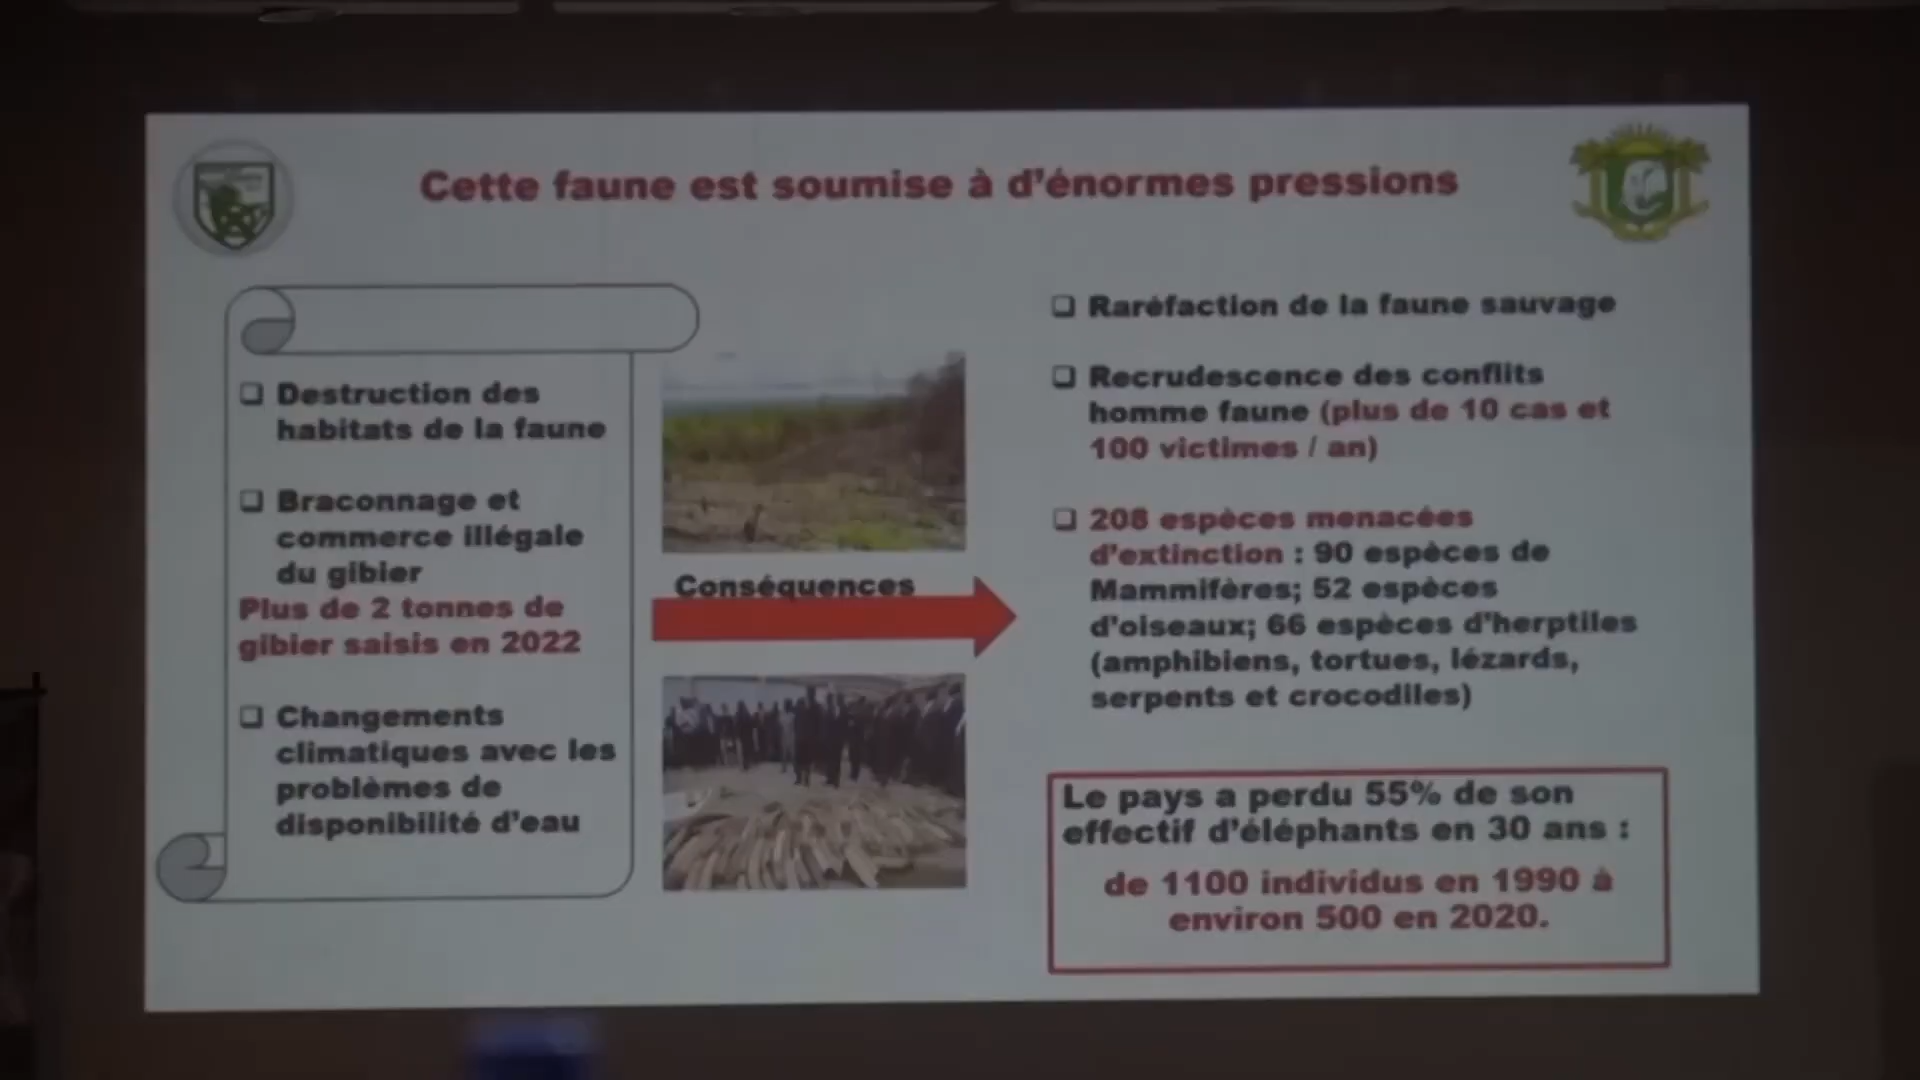 Cette faune est soumise à d'énormes pressions
❑ Destruction des
habitats de la faune
❑ Braconnage et
commerce illégale
du gibier
Plus de 2 tonnes de
gibier saisis en 2022
❑ Changements
climatiques avec les
problèmes de
disponibilité d'eau
Conséquences
❑ Raréfaction de la faune sauvage
❑ Recrudescence des conflits
homme faune (plus de 10 cas et
100 victimes / an)
❑ 208 espèces menacées
d'extinction : 90 espèces de
Mammifères; 52 espèces
d'oiseaux; 66 espèces d'herptiles
(amphibiens, tortues, lézards,
serpents et crocodiles)
Le pays a perdu 55% de son
effectif d'éléphants en 30 ans :
de 1100 individus en 1990 à
environ 500 en 2020.